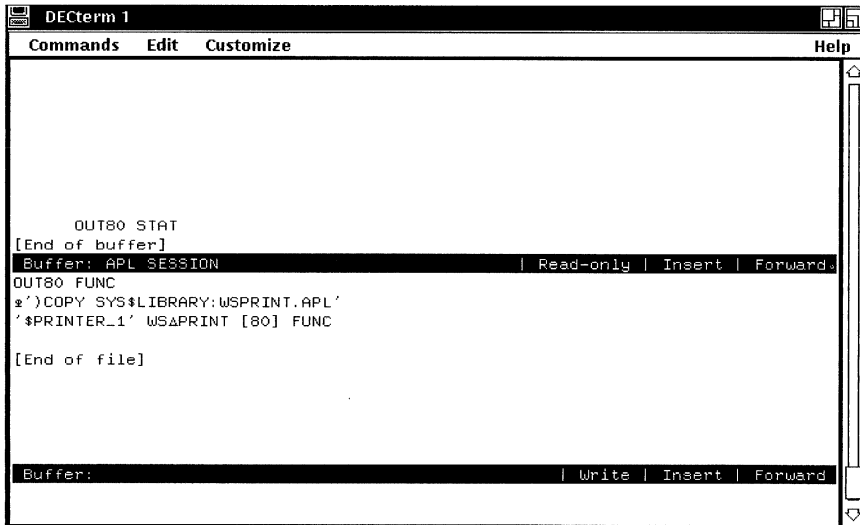 DECterm 1
Commands Edit Customize Help
OUT80 STAT
[End of buffer]
Buffer: APL SESSION | Read-only | Insert | Forward
OUT80 FUNC
⍎')COPY SYS$LIBRARY:WSPRINT.APL'
'$PRINTER_1' WS∆PRINT [80] FUNC
[End of file]
Buffer: | Write | Insert | Forward